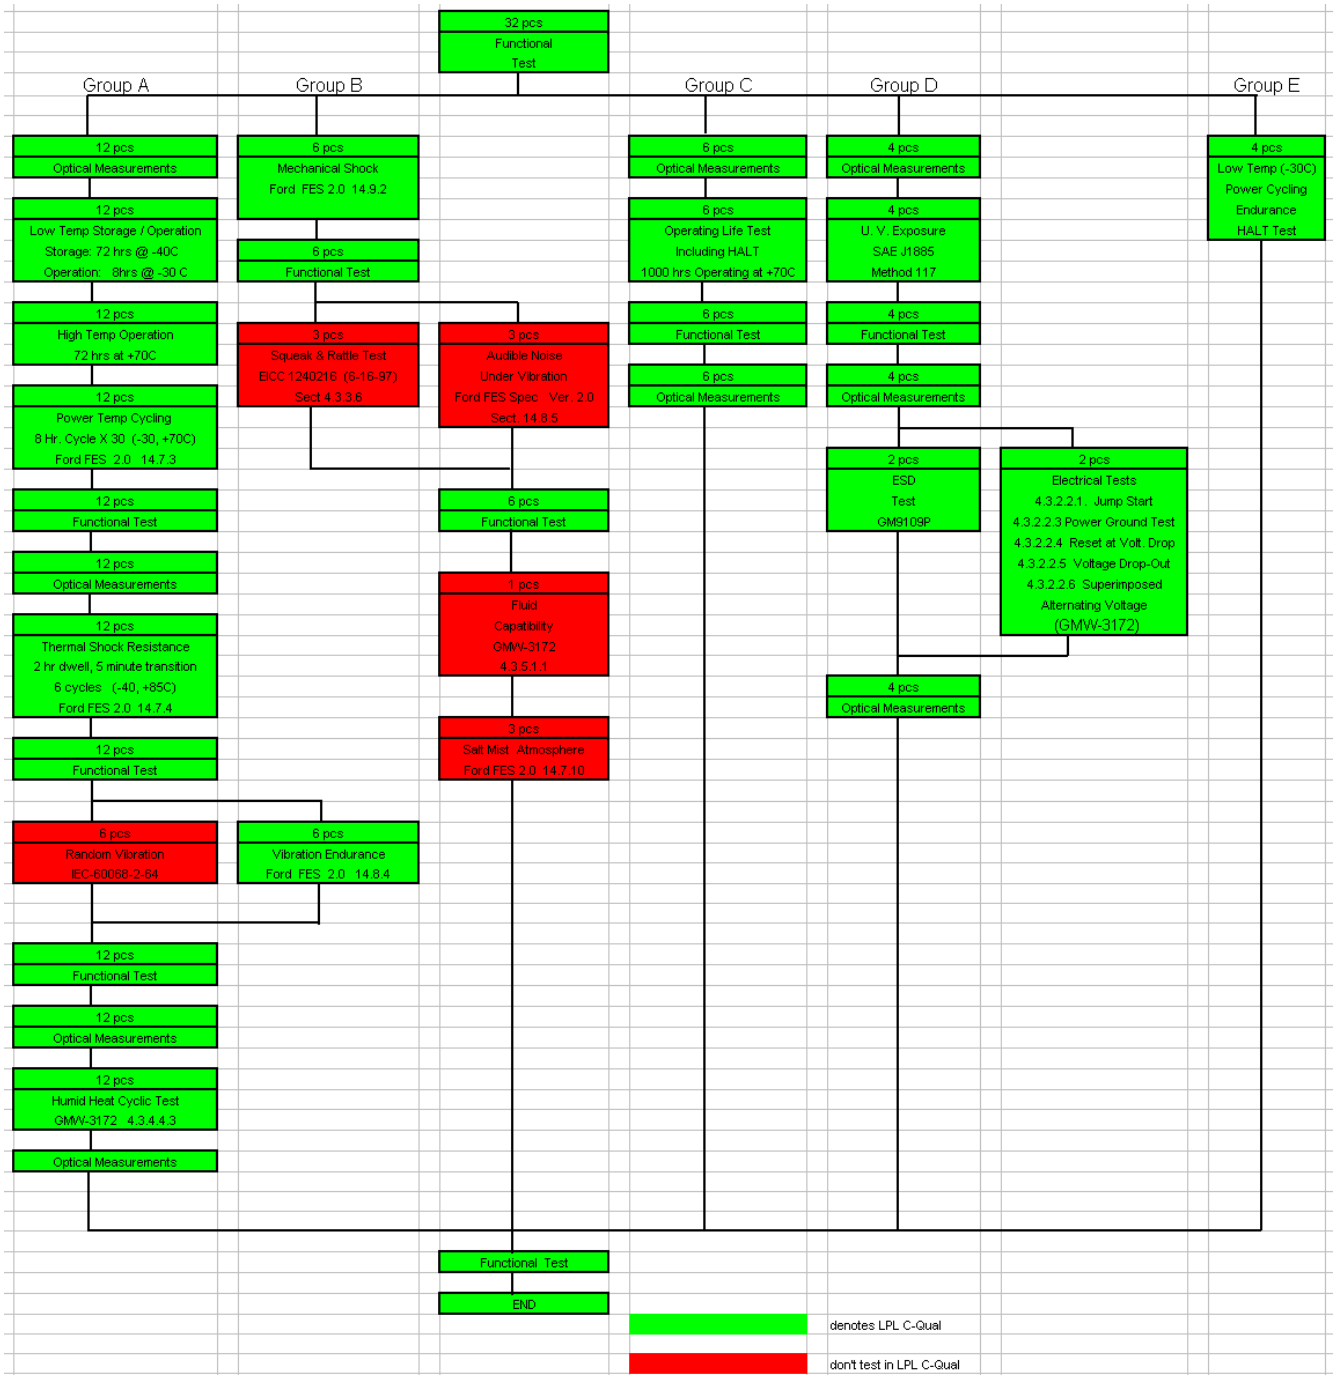 32 pcs
Functional
Test
Group A
Group B
Group C
Group D
Group E
12 pcs
Optical Measurements
12 pcs
Low Temp Storage / Operation
Storage: 72 hrs @ -40C
Operation: 8hrs @ -30 C
12 pcs
High Temp Operation
72 hrs at +70C
12 pcs
Power Temp Cycling
8 Hr. Cycle X 30 (-30, +70C)
Ford FES 2.0 14.7.3
12 pcs
Functional Test
12 pcs
Optical Measurements
12 pcs
Thermal Shock Resistance
2 hr dwell, 5 minute transition
6 cycles (-40, +85C)
Ford FES 2.0 14.7.4
12 pcs
Functional Test
6 pcs
Random Vibration
IEC-60068-2-64
6 pcs
Vibration Endurance
Ford FES 2.0 14.8.4
12 pcs
Functional Test
12 pcs
Optical Measurements
12 pcs
Humid Heat Cyclic Test
GMW-3172 4.3.4.4.3
Optical Measurements
6 pcs
Mechanical Shock
Ford FES 2.0 14.9.2
6 pcs
Functional Test
3 pcs
Squeak & Rattle Test
EICC 1240216 (6-16-97)
Sect 4.3.3.6
3 pcs
Audible Noise
Under Vibration
Ford FES Spec Ver. 2.0
Sect. 14.8.5
6 pcs
Functional Test
1 pcs
Fluid
Capatibility
GMW-3172
4.3.5.1.1
3 pcs
Salt Mist Atmosphere
Ford FES 2.0 14.7.10
6 pcs
Optical Measurements
6 pcs
Operating Life Test
Including HALT
1000 hrs Operating at +70C
6 pcs
Functional Test
6 pcs
Optical Measurements
4 pcs
Optical Measurements
4 pcs
U. V. Exposure
SAE J1885
Method 117
4 pcs
Functional Test
4 pcs
Optical Measurements
2 pcs
ESD
Test
GM9109P
2 pcs
Electrical Tests
4.3.2.2.1. Jump Start
4.3.2.2.3 Power Ground Test
4.3.2.2.4 Reset at Volt. Drop
4.3.2.2.5 Voltage Drop-Out
4.3.2.2.6 Superimposed
Alternating Voltage
(GMW-3172)
4 pcs
Optical Measurements
4 pcs
Low Temp (-30C)
Power Cycling
Endurance
HALT Test
Functional Test
END
denotes LPL C-Qual
don't test in LPL C-Qual